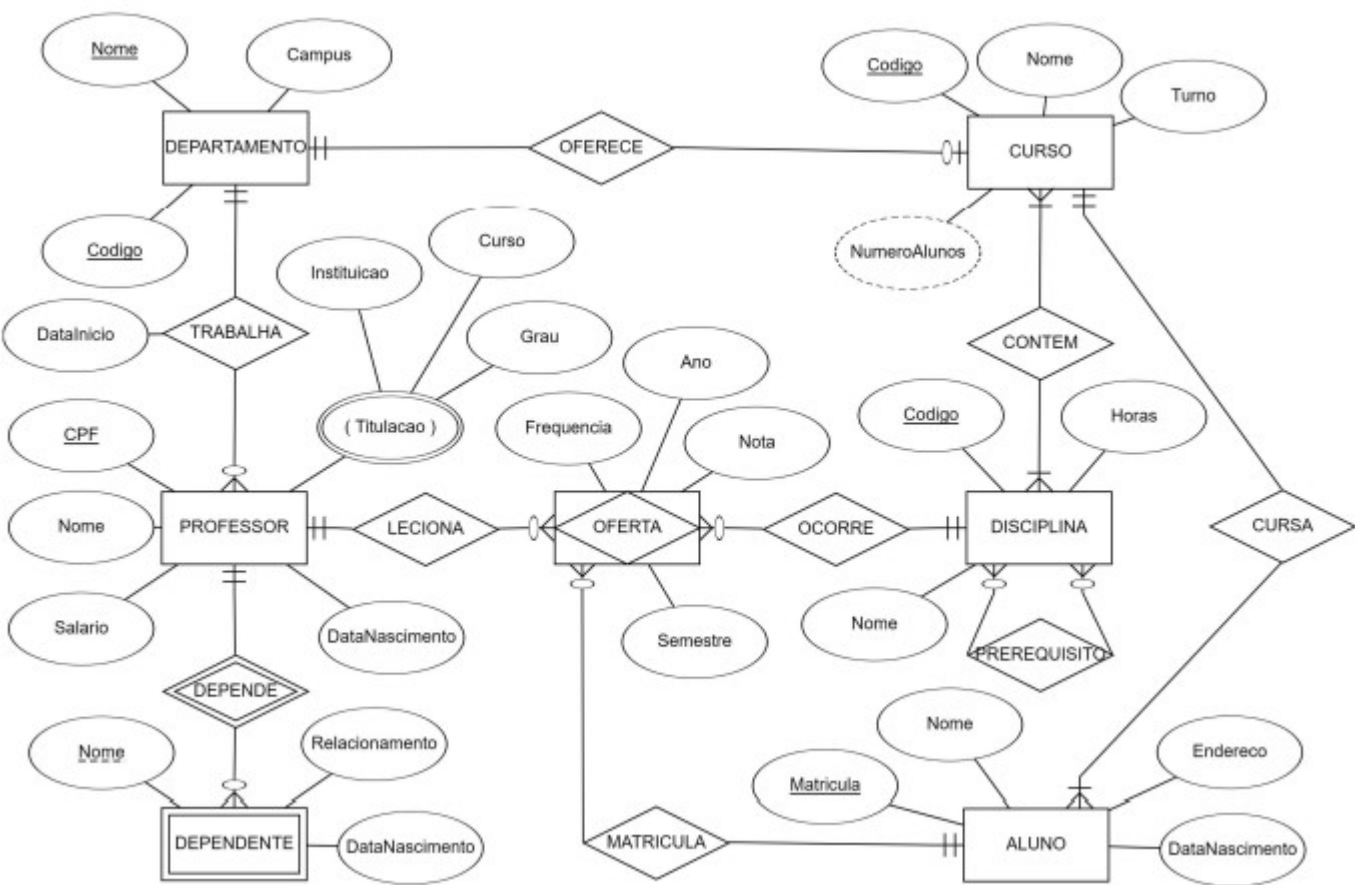 Nome
Campus
Codigo
Nome
Turno
DEPARTAMENTO
OFERECE
CURSO
Codigo
Instituicao
Curso
NumeroAlunos
DataInicio
TRABALHA
Grau
Ano
CONTEM
CPF
( Titulacao )
Frequencia
Nota
Codigo
Horas
Nome
PROFESSOR
LECIONA
OFERTA
OCORRE
DISCIPLINA
CURSA
Salario
DataNascimento
Semestre
Nome
PREREQUISITO
DEPENDE
Nome
Relacionamento
Nome
Endereco
Matricula
DEPENDENTE
DataNascimento
MATRICULA
ALUNO
DataNascimento